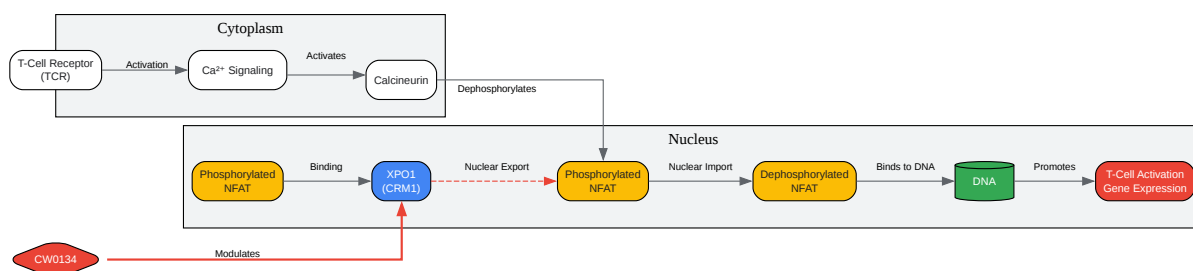 Cytoplasm
T-Cell Receptor
(TCR)
Activation
Ca²⁺ Signaling
Activates
Calcineurin
Dephosphorylates
Nucleus
Phosphorylated
NFAT
Binding
XPO1
(CRM1)
Nuclear Export
Phosphorylated
NFAT
Nuclear Import
Dephosphorylated
NFAT
Binds to DNA
DNA
Promotes
T-Cell Activation
Gene Expression
CW0134
Modulates